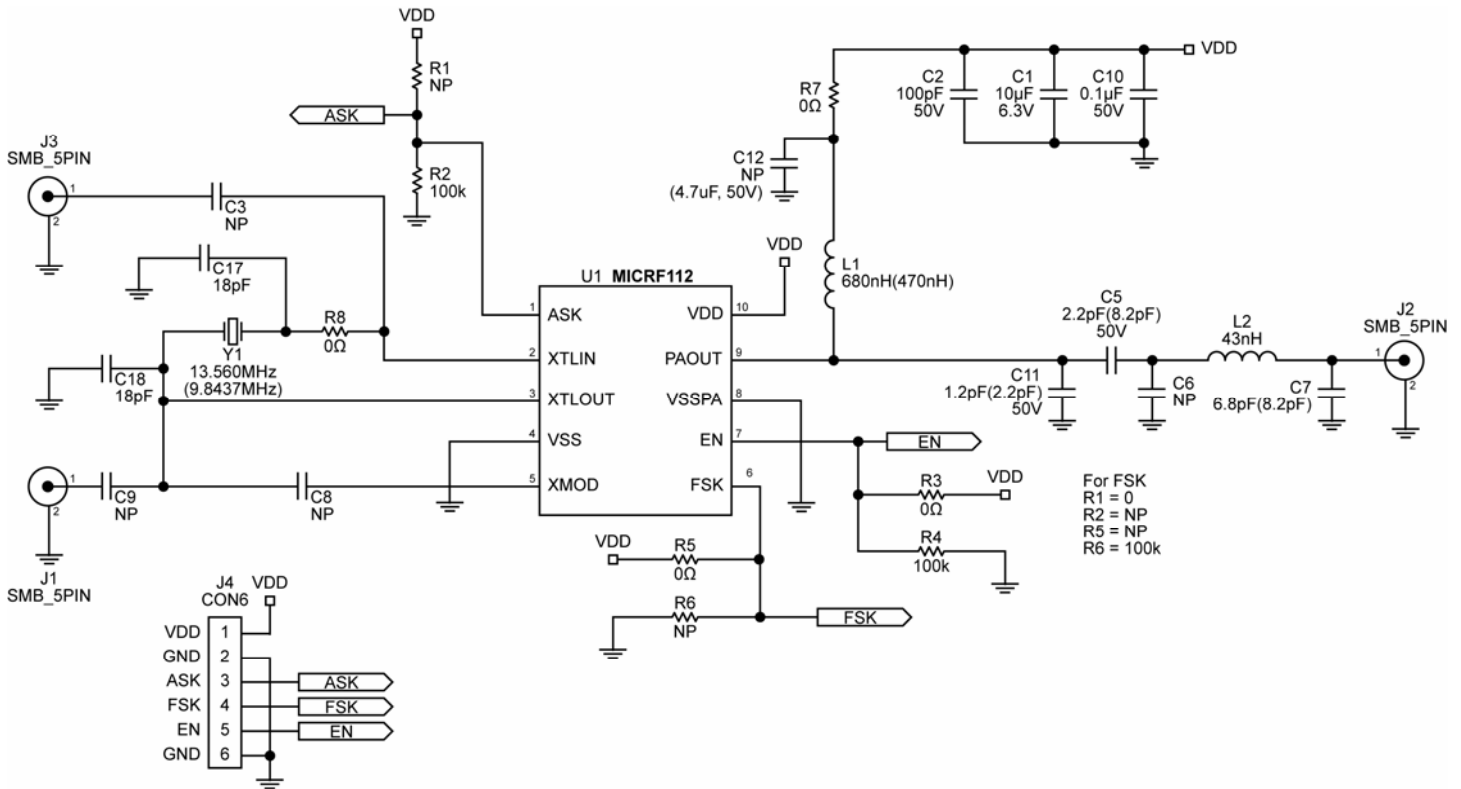 VDD
R1
NP
ASK
R2
100k
J3
SMB_5PIN
1
2
C3
NP
C17
18pF
R8
0Ω
Y1
13.560MHz
(9.8437MHz)
C18
18pF
J1
SMB_5PIN
1
2
C9
NP
C8
NP
U1 MICRF112
1 ASK
2 XTLIN
3 XTLOUT
4 VSS
5 XMOD
VDD 10
PAOUT 9
VSSPA 8
EN 7
FSK 6
VDD
R7
0Ω
C12
NP
(4.7uF, 50V)
L1
680nH(470nH)
C2
100pF
50V
C1
10µF
6.3V
C10
0.1µF
50V
VDD
C11
1.2pF(2.2pF)
50V
C5
2.2pF(8.2pF)
50V
C6
NP
L2
43nH
C7
6.8pF(8.2pF)
J2
SMB_5PIN
1
2
EN
R3
0Ω
VDD
R4
100k
For FSK
R1 = 0
R2 = NP
R5 = NP
R6 = 100k
VDD
R5
0Ω
R6
NP
FSK
J4
CON6
VDD
VDD 1
GND 2
ASK 3 ASK
FSK 4 FSK
EN 5 EN
GND 6